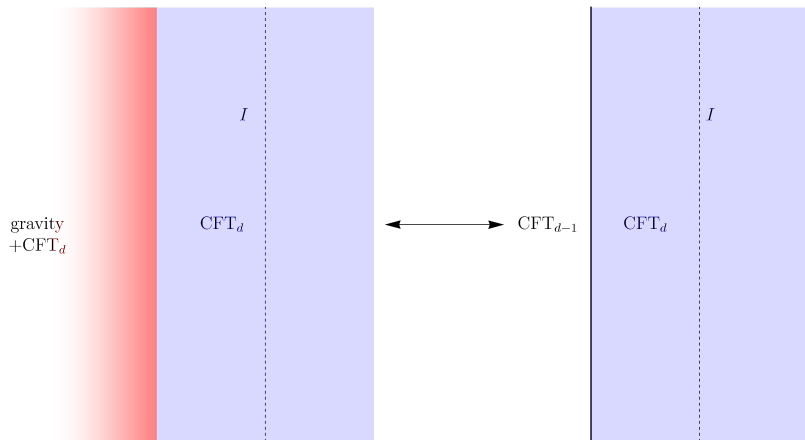 I
I
gravity
+CFT_d
CFT_d
CFT_{d−1}
CFT_d